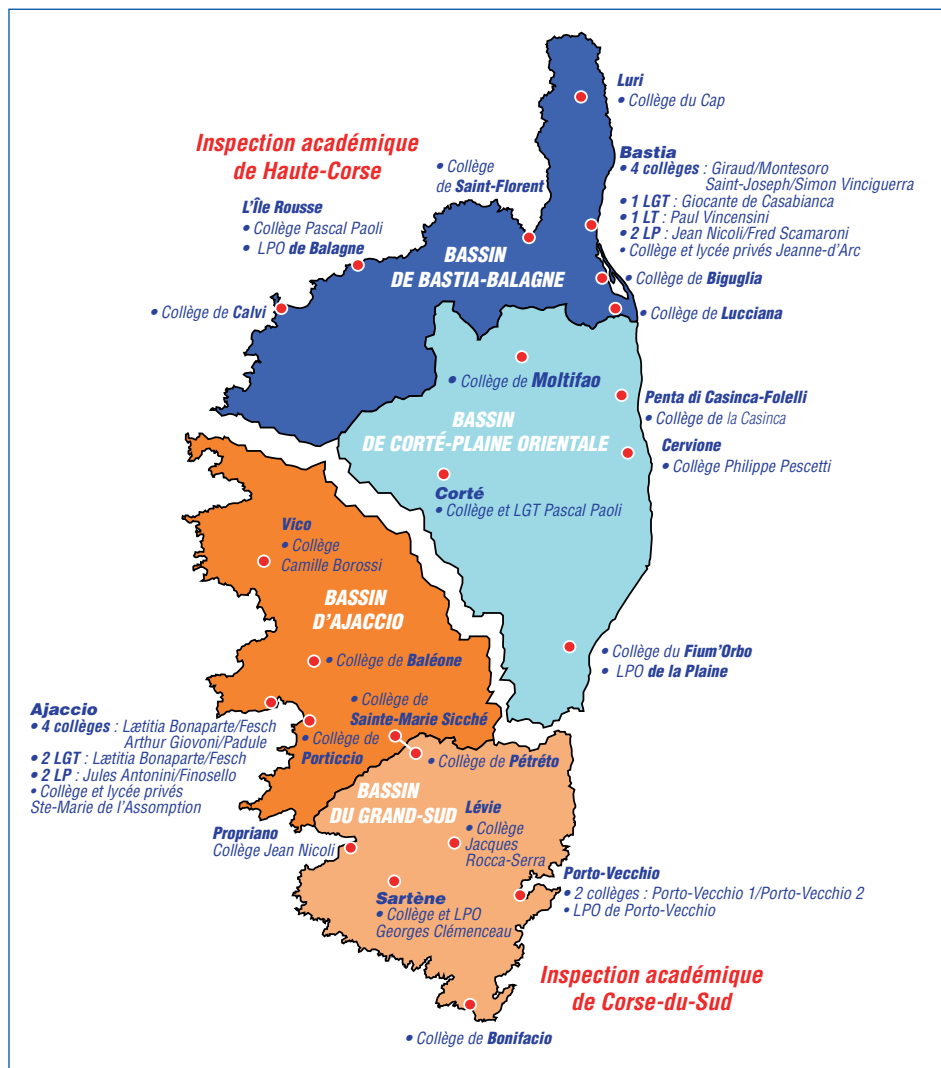 Luri
• Collège du Cap
Inspection académique
de Haute-Corse
Bastia
• 4 collèges : Giraud/Montesoro
Saint-Joseph/Simon Vinciguerra
• 1 LGT : Giocante de Casabianca
• 1 LT : Paul Vincensini
• 2 LP : Jean Nicoli/Fred Scamaroni
• Collège et lycée privés Jeanne-d'Arc
• Collège
de Saint-Florent
L'Île Rousse
• Collège Pascal Paoli
• LPO de Balagne
BASSIN
DE BASTIA-BALAGNE
• Collège de Biguglia
• Collège de Calvi
• Collège de Lucciana
• Collège de Moltifao
Penta di Casinca-Folelli
• Collège de la Casinca
BASSIN
DE CORTÉ-PLAINE ORIENTALE
Cervione
• Collège Philippe Pescetti
Corté
• Collège et LGT Pascal Paoli
Vico
• Collège
Camille Borossi
BASSIN
D'AJACCIO
• Collège de Baléone
• Collège du Fium'Orbo
• LPO de la Plaine
• Collège de
Sainte-Marie Sicché
Ajaccio
• 4 collèges : Lætitia Bonaparte/Fesch
Arthur Giovoni/Padule
• 2 LGT : Lætitia Bonaparte/Fesch
• 2 LP : Jules Antonini/Finosello
• Collège et lycée privés
Ste-Marie de l'Assomption
• Collège de
Porticcio
• Collège de Pétréto
BASSIN
DU GRAND-SUD
Lévie
• Collège
Jacques
Rocca-Serra
Propriano
Collège Jean Nicoli
Porto-Vecchio
• 2 collèges : Porto-Vecchio 1/Porto-Vecchio 2
• LPO de Porto-Vecchio
Sartène
• Collège et LPO
Georges Clémenceau
Inspection académique
de Corse-du-Sud
• Collège de Bonifacio